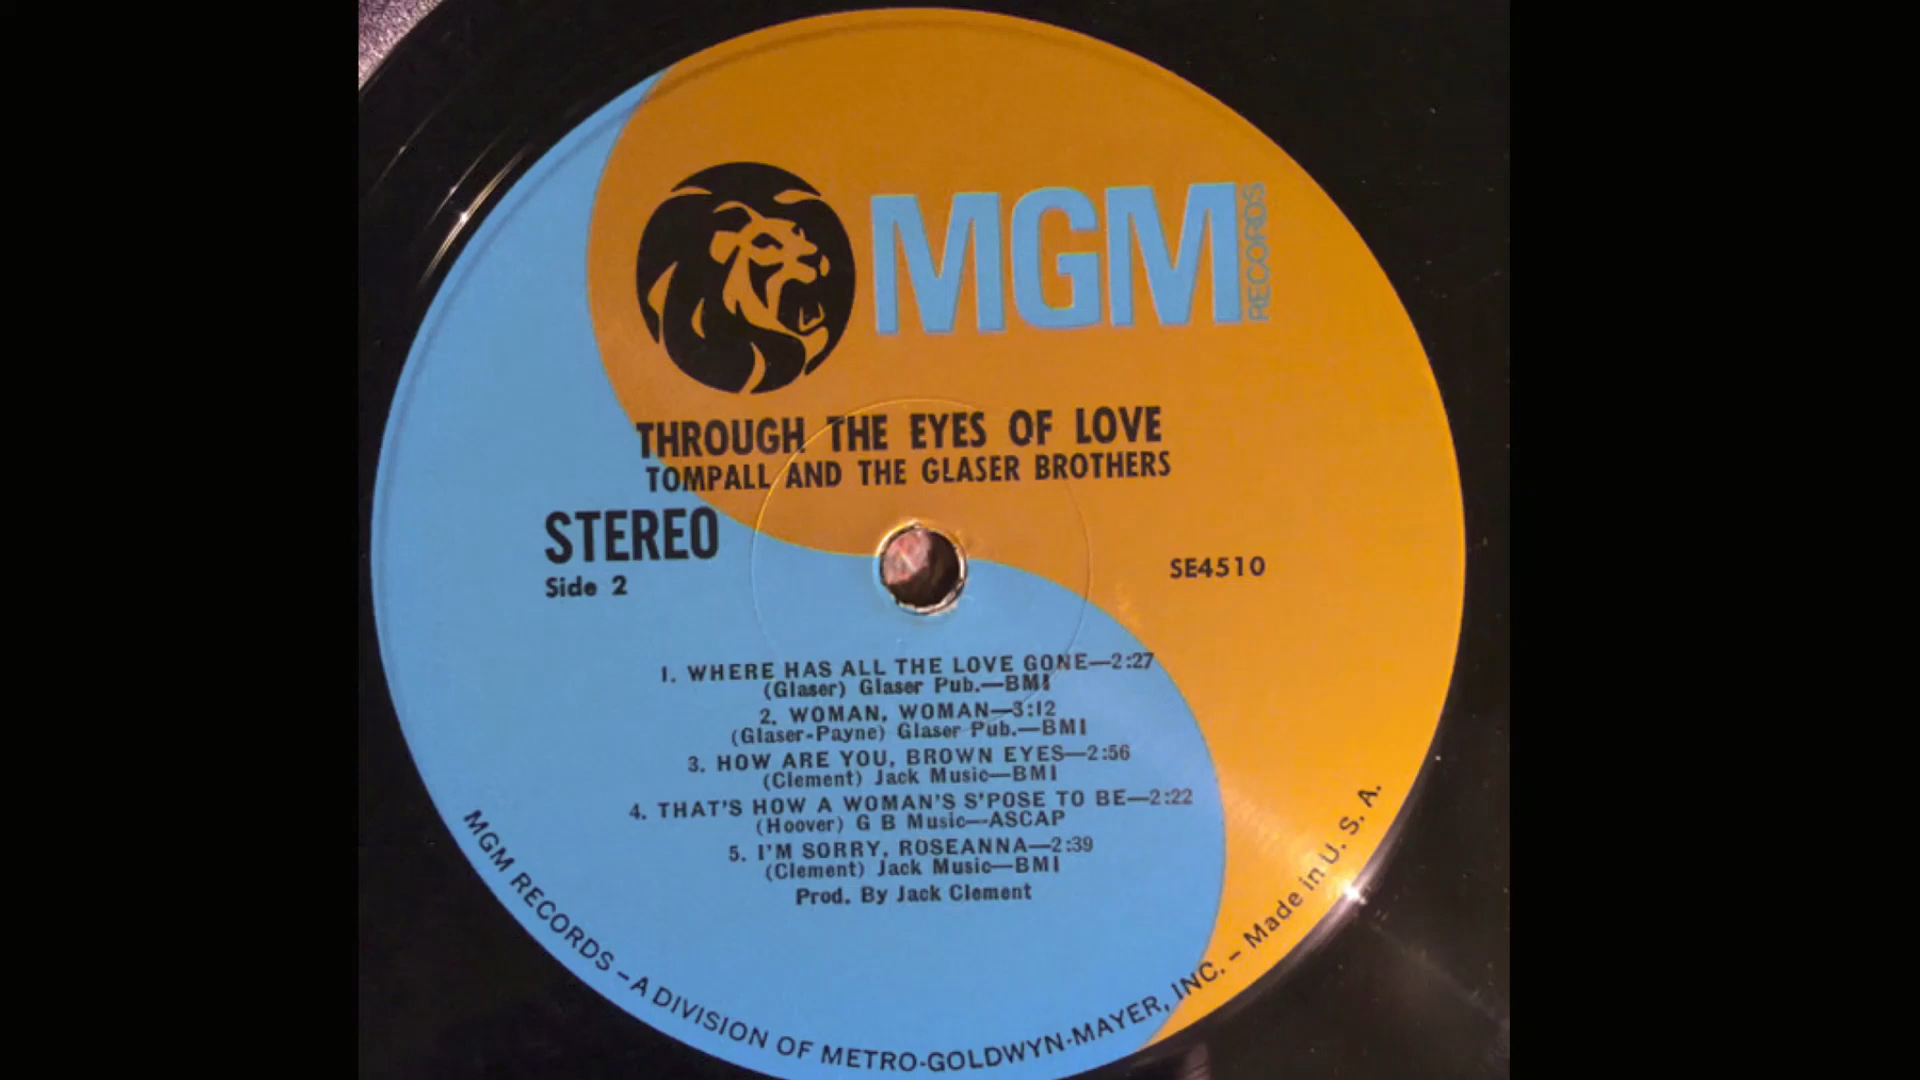 MGM RECORDS
THROUGH THE EYES OF LOVE
TOMPALL AND THE GLASER BROTHERS
STEREO
Side 2
SE4510
1. WHERE HAS ALL THE LOVE GONE—2:27
(Glaser) Glaser Pub.—BMI
2. WOMAN, WOMAN—3:12
(Glaser-Payne) Glaser Pub.—BMI
3. HOW ARE YOU, BROWN EYES—2:56
(Clement) Jack Music—BMI
4. THAT'S HOW A WOMAN'S S'POSE TO BE—2:22
(Hoover) G B Music—ASCAP
5. I'M SORRY, ROSEANNA—2:39
(Clement) Jack Music—BMI
Prod. By Jack Clement
MGM RECORDS – A DIVISION OF METRO-GOLDWYN-MAYER, INC. – Made in U. S. A.